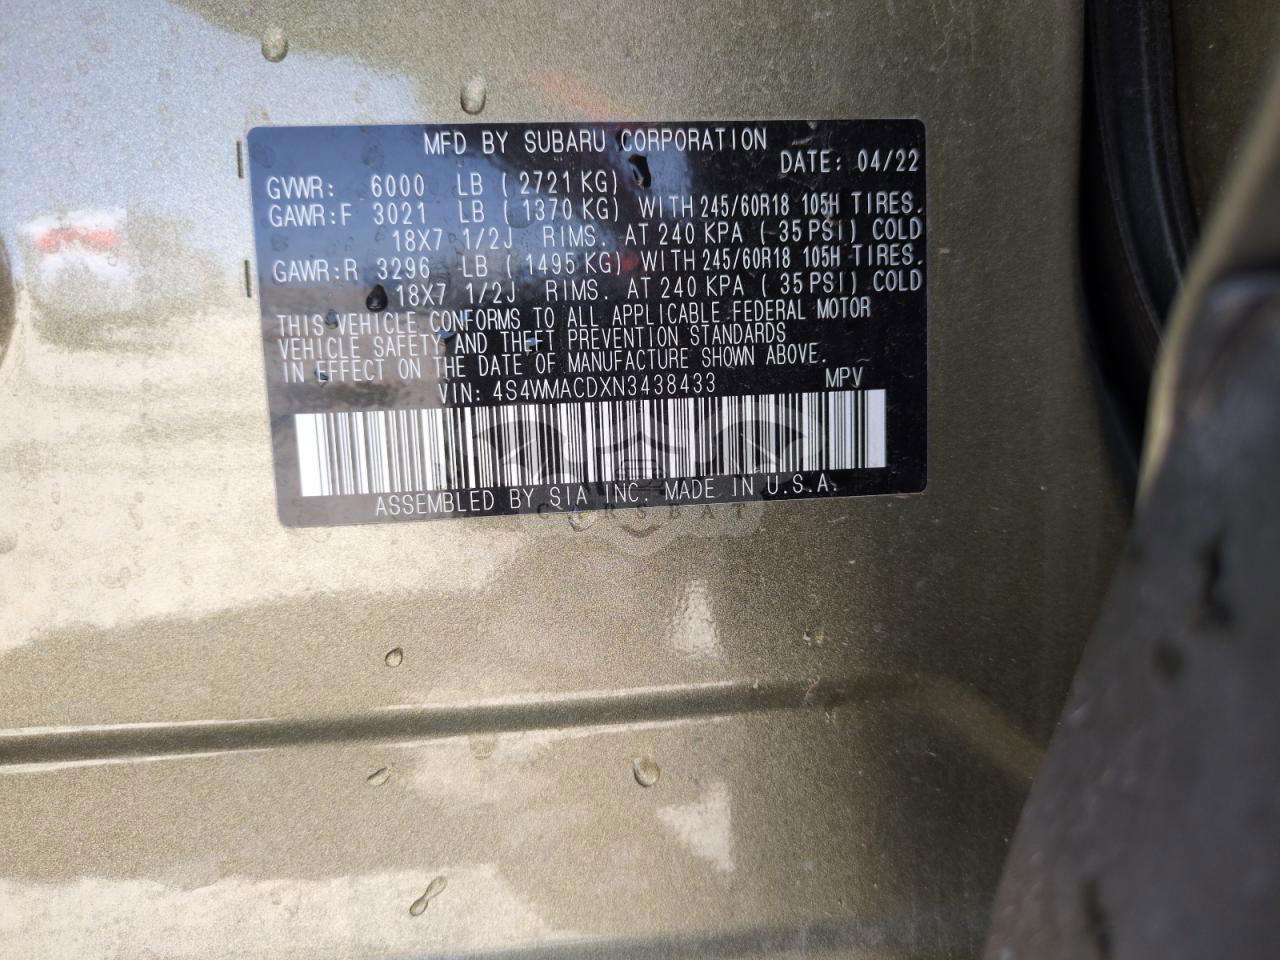 MFD BY SUBARU CORPORATION
DATE: 04/22
GVWR: 6000 LB (2721 KG)
GAWR:F 3021 LB (1370 KG) WITH 245/60R18 105H TIRES.
18X7 1/2J RIMS. AT 240 KPA (35 PSI) COLD
GAWR:R 3296 LB (1495 KG) WITH 245/60R18 105H TIRES.
18X7 1/2J RIMS. AT 240 KPA (35 PSI) COLD
THIS VEHICLE CONFORMS TO ALL APPLICABLE FEDERAL MOTOR
VEHICLE SAFETY AND THEFT PREVENTION STANDARDS
IN EFFECT ON THE DATE OF MANUFACTURE SHOWN ABOVE.
VIN: 4S4WMACDXN3438433 MPV
ASSEMBLED BY SIA INC. MADE IN U.S.A.
CARSBAT